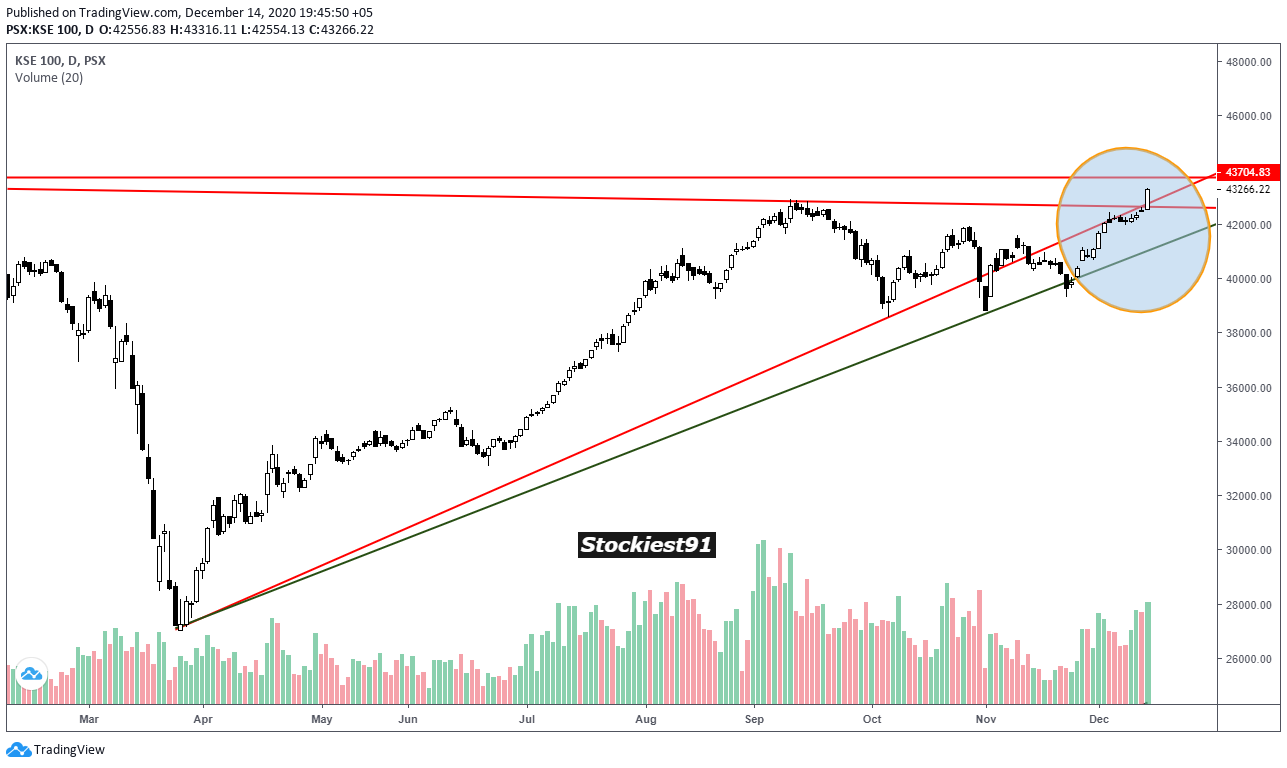 Published on TradingView.com, December 14, 2020 19:45:50 +05
PSX:KSE 100, D O:42556.83 H:43316.11 L:42554.13 C:43266.22
KSE 100, D, PSX
Volume (20)
48000.00
46000.00
43704.83
43266.22
42000.00
40000.00
38000.00
36000.00
34000.00
32000.00
30000.00
28000.00
26000.00
Stockiest91
Mar Apr May Jun Jul Aug Sep Oct Nov Dec
TradingView